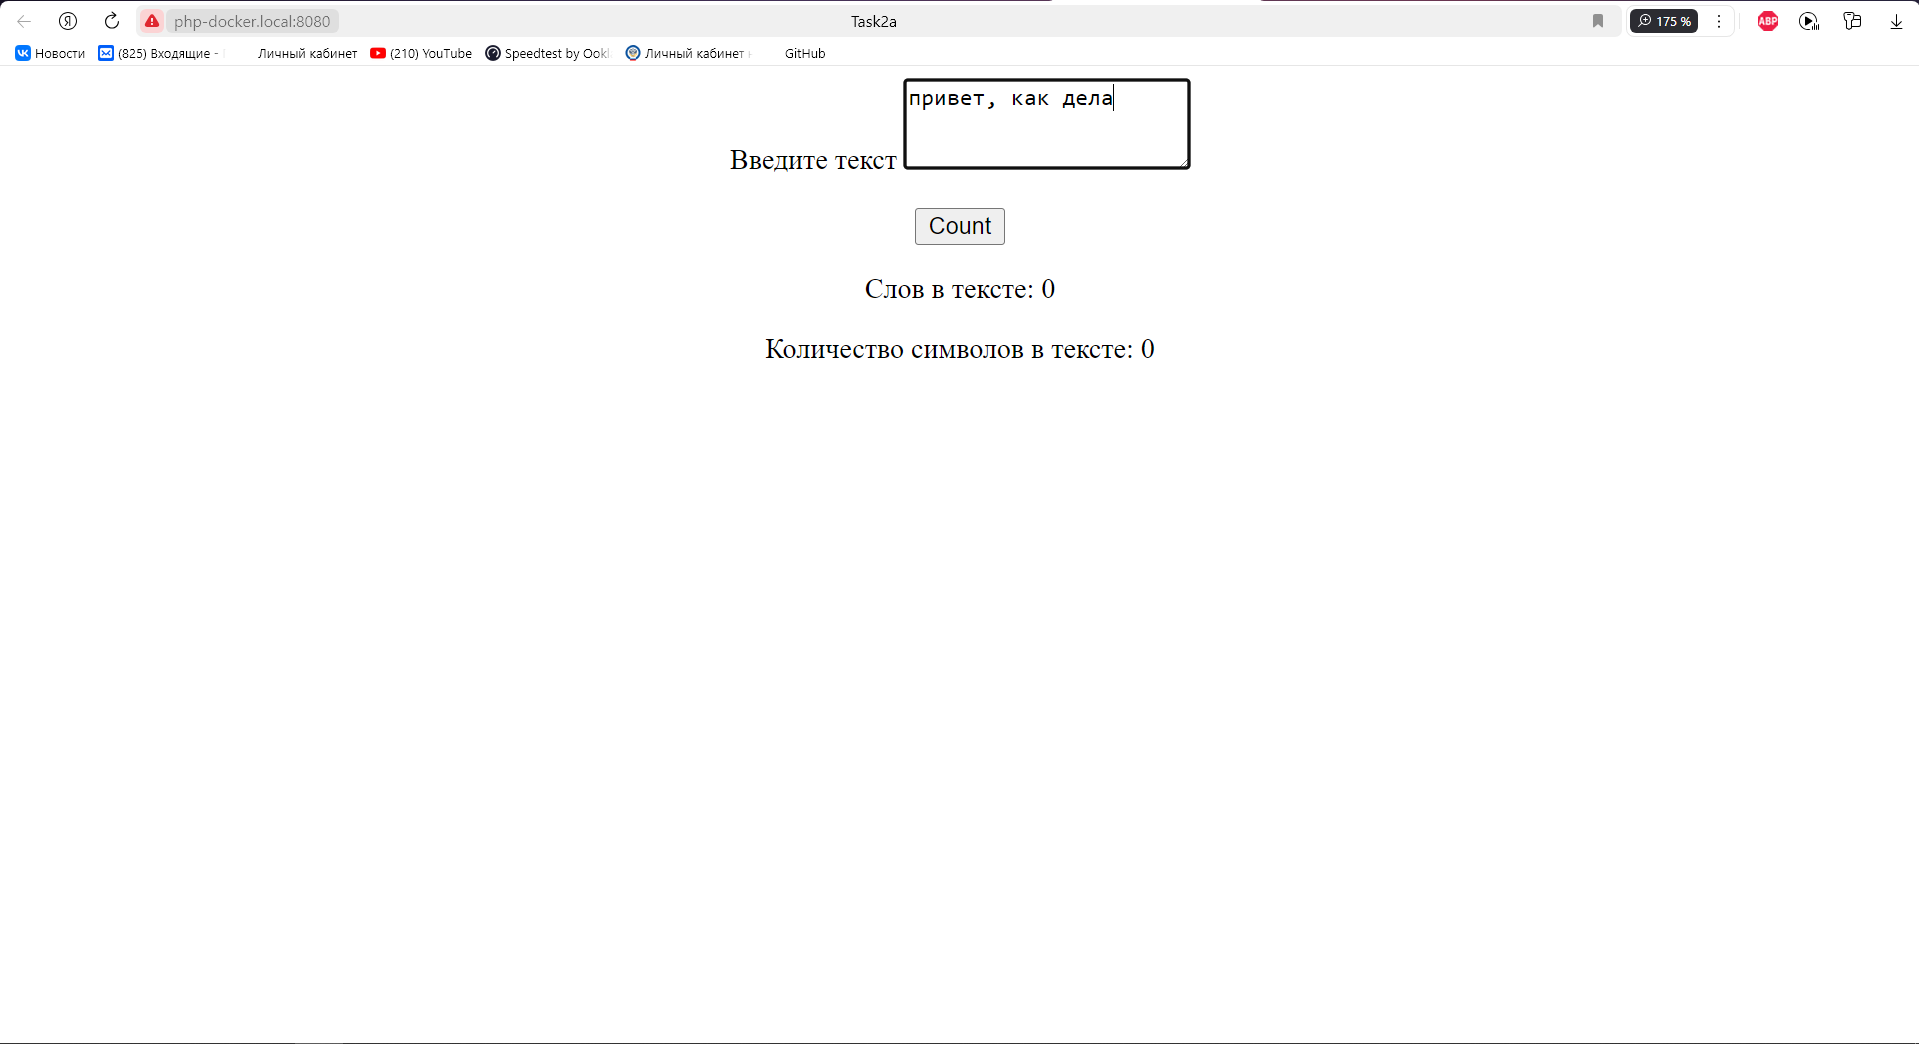 php-docker.local:8080
Task2a
175 %
ABP
Новости
(825) Входящие -
Личный кабинет
(210) YouTube
Speedtest by Ookl
Личный кабинет
GitHub
привет, как дела
Введите текст
Count
Слов в тексте: 0
Количество символов в тексте: 0